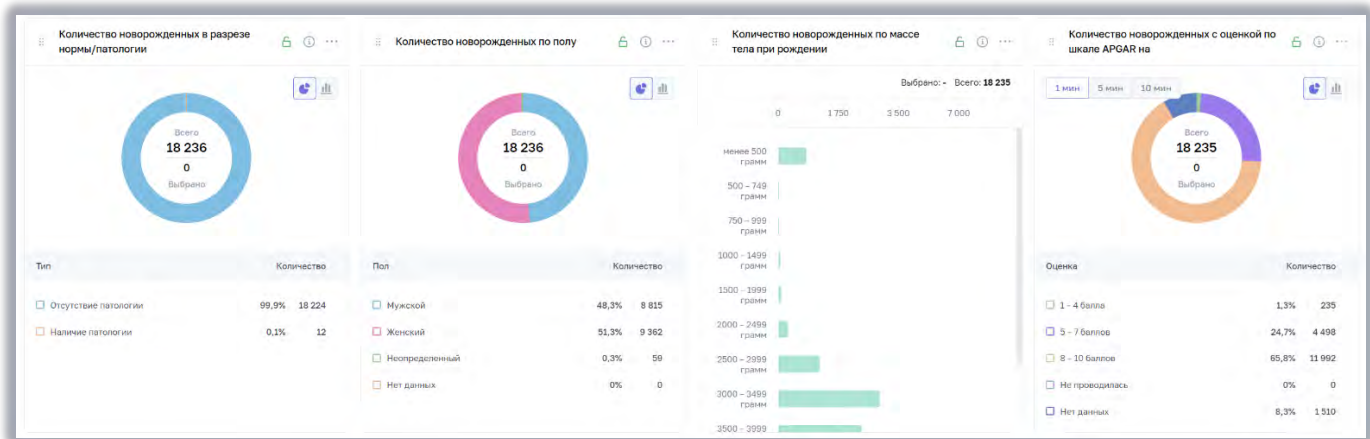 Количество новорожденных в разрезе
нормы/патологии
Всего
18 236
0
Выбрано
Тип Количество
Отсутствие патологии 99,9% 18 224
Наличие патологии 0,1% 12
Количество новорожденных по полу
Всего
18 236
0
Выбрано
Пол Количество
Мужской 48,3% 8 815
Женский 51,3% 9 362
Неопределенный 0,3% 59
Нет данных 0% 0
Количество новорожденных по массе
тела при рождении
Выбрано: - Всего: 18 235
0 1 750 3 500 7 000
менее 500
грамм
500 – 749
грамм
750 – 999
грамм
1000 – 1499
грамм
1500 – 1999
грамм
2000 – 2499
грамм
2500 – 2999
грамм
3000 – 3499
грамм
3500 – 3999
Количество новорожденных с оценкой по
шкале APGAR на
1 мин 5 мин 10 мин
Всего
18 235
0
Выбрано
Оценка Количество
1 – 4 балла 1,3% 235
5 – 7 баллов 24,7% 4 498
8 – 10 баллов 65,8% 11 992
Не проводилась 0% 0
Нет данных 8,3% 1 510